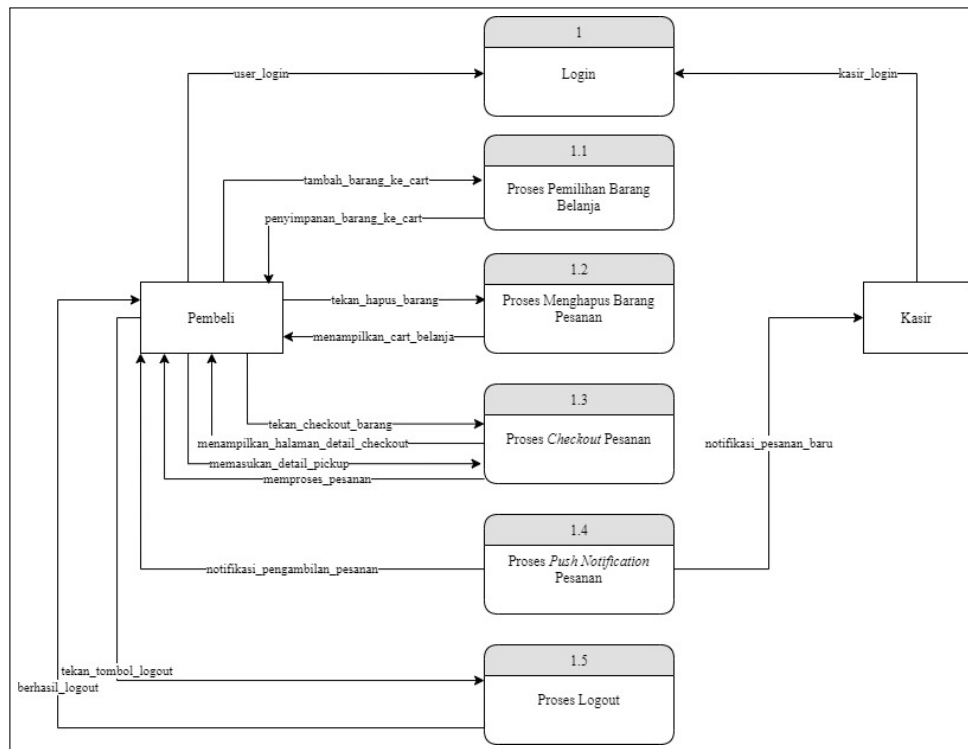 1
Login
user_login
kasir_login
1.1
Proses Pemilihan Barang
Belanja
tambah_barang_ke_cart
penyimpanan_barang_ke_cart
1.2
Proses Menghapus Barang
Pesanan
tekan_hapus_barang
menampilkan_cart_belanja
Pembeli
Kasir
1.3
Proses Checkout Pesanan
tekan_checkout_barang
menampilkan_halaman_detail_checkout
memasukan_detail_pickup
memproses_pesanan
notifikasi_pesanan_baru
1.4
Proses Push Notification
Pesanan
notifikasi_pengambilan_pesanan
1.5
Proses Logout
tekan_tombol_logout
berhasil_logout